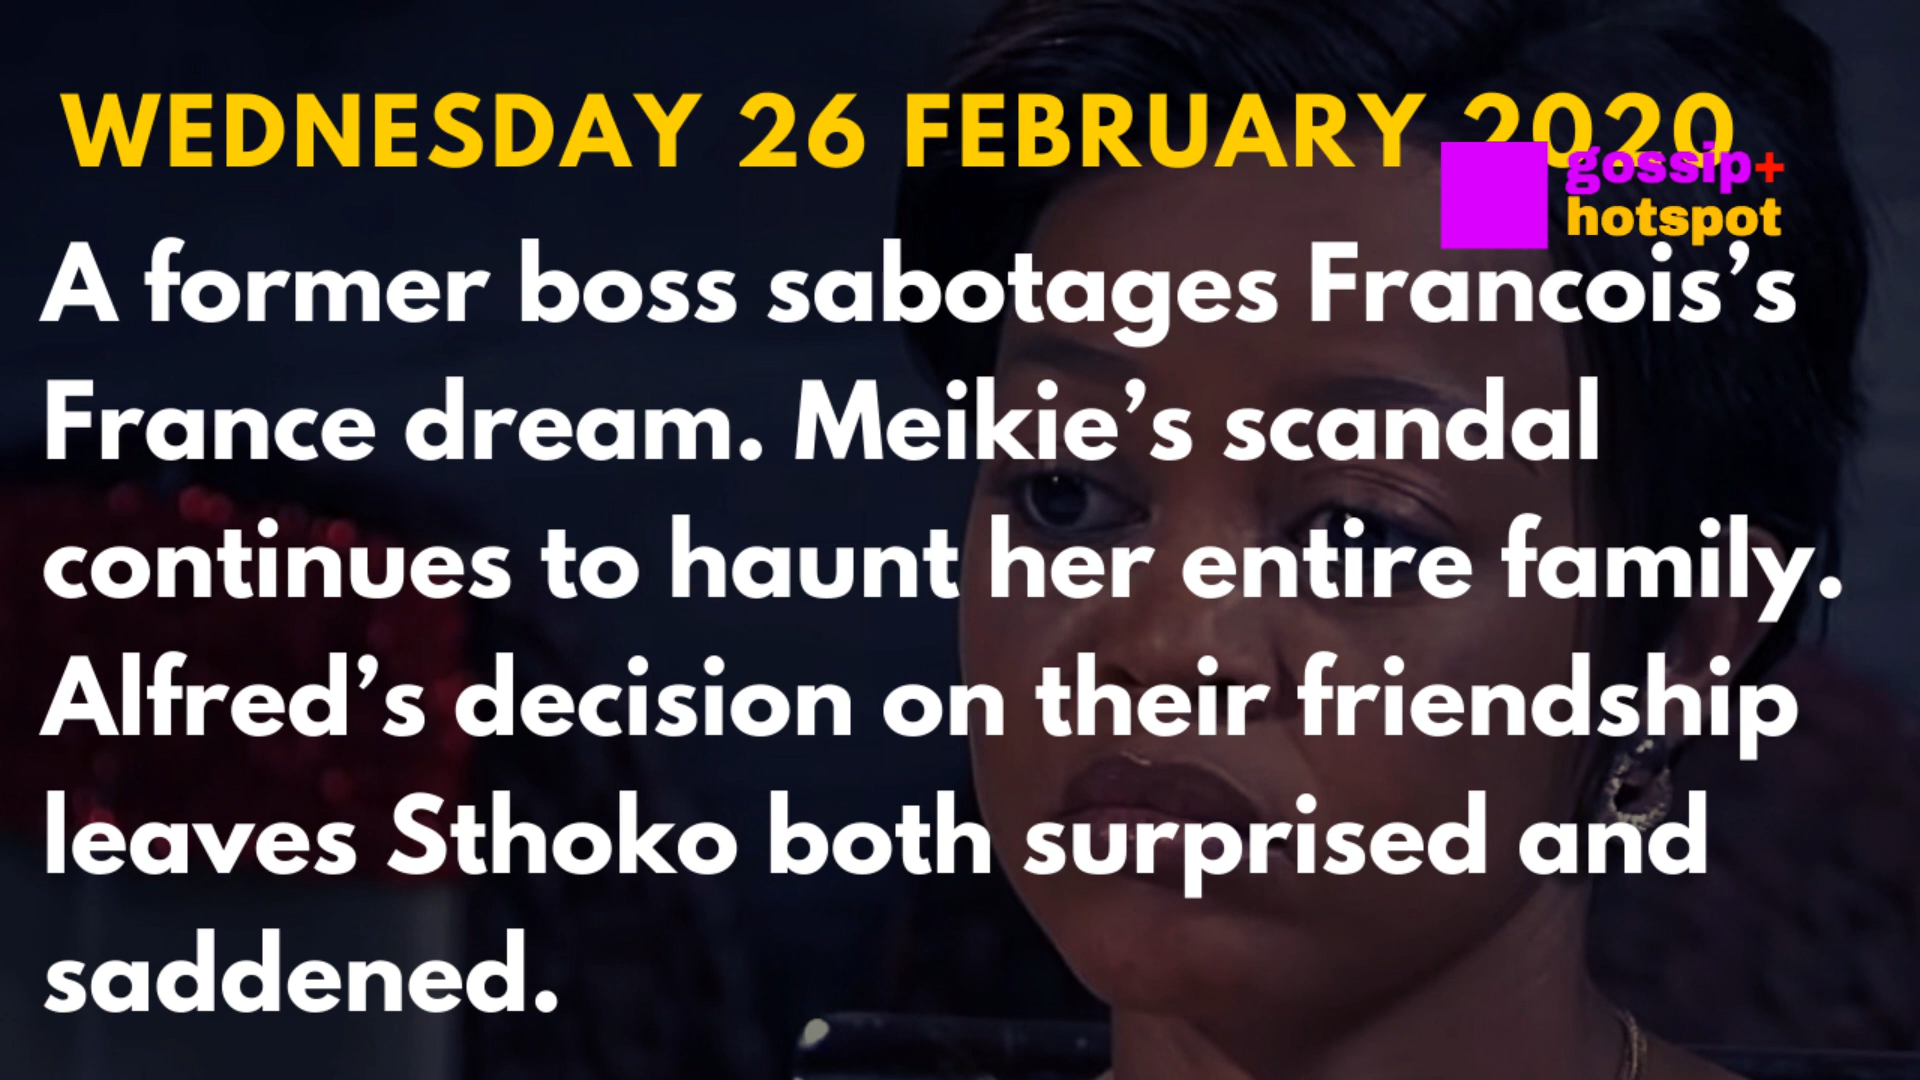 WEDNESDAY 26 FEBRUARY 2020
gossip+
hotspot
A former boss sabotages Francois’s
France dream. Meikie’s scandal
continues to haunt her entire family.
Alfred’s decision on their friendship
leaves Sthoko both surprised and
saddened.